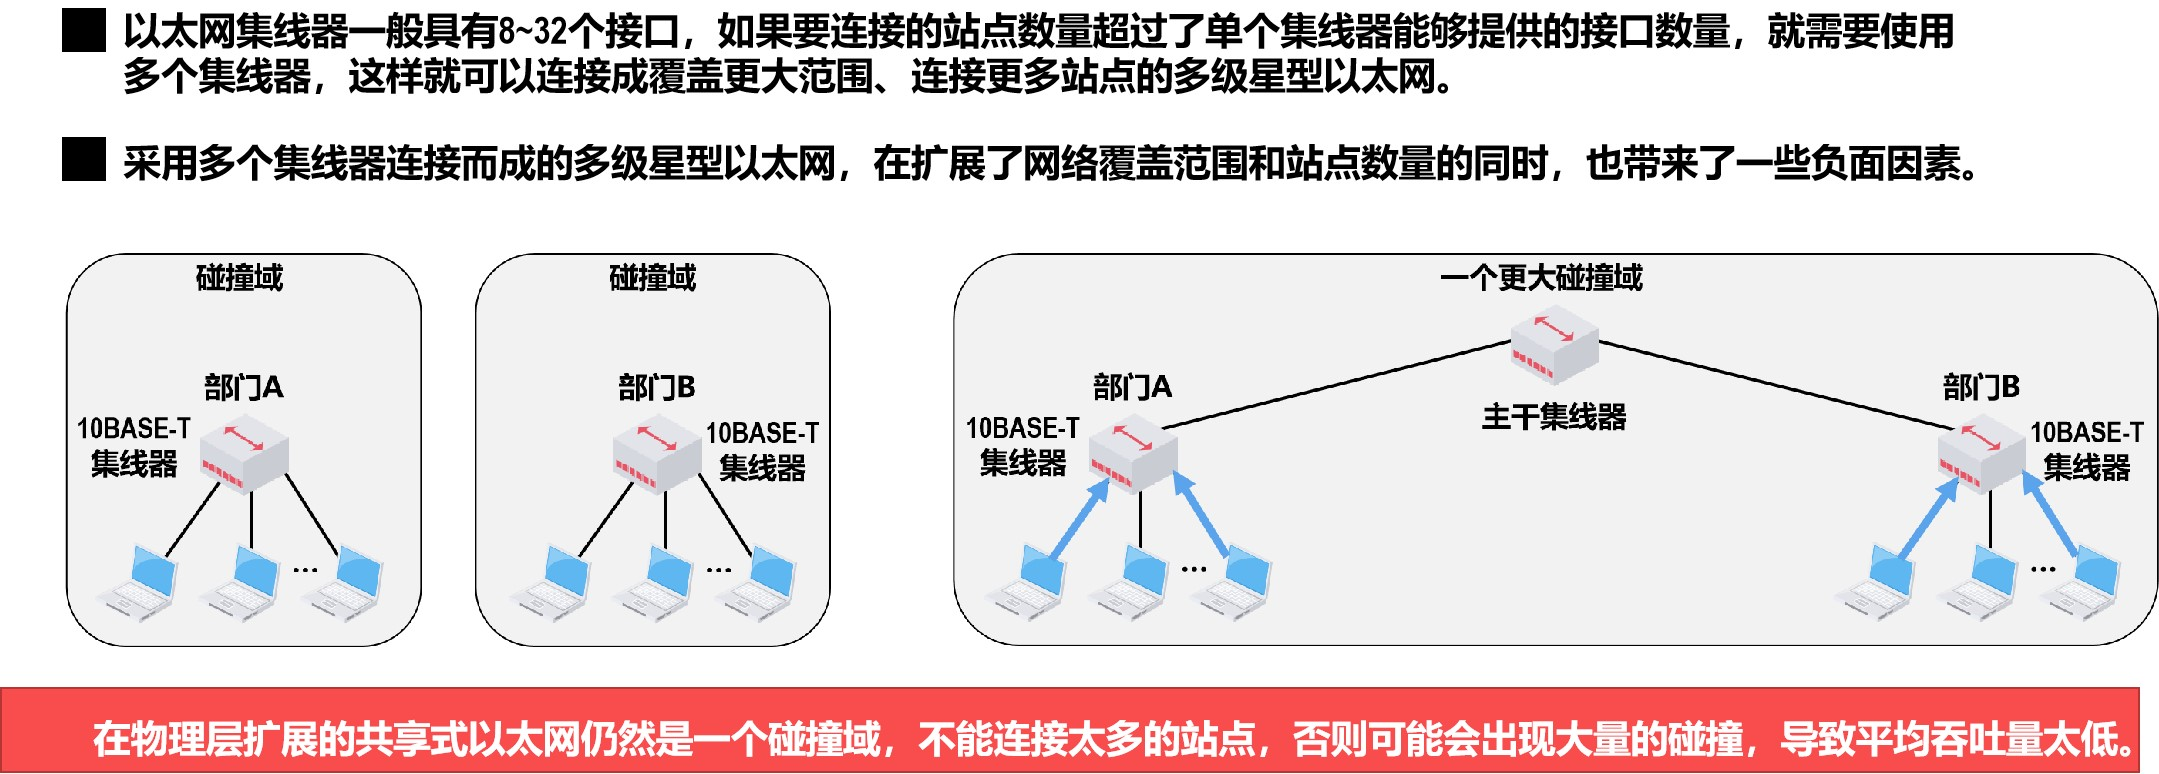 以太网集线器一般具有8~32个接口，如果要连接的站点数量超过了单个集线器能够提供的接口数量，就需要使用
多个集线器，这样就可以连接成覆盖更大范围、连接更多站点的多级星型以太网。
采用多个集线器连接而成的多级星型以太网，在扩展了网络覆盖范围和站点数量的同时，也带来了一些负面因素。
碰撞域
部门A
10BASE-T
集线器
...
碰撞域
部门B
10BASE-T
集线器
...
一个更大碰撞域
主干集线器
部门A
10BASE-T
集线器
...
部门B
10BASE-T
集线器
...
在物理层扩展的共享式以太网仍然是一个碰撞域，不能连接太多的站点，否则可能会出现大量的碰撞，导致平均吞吐量太低。